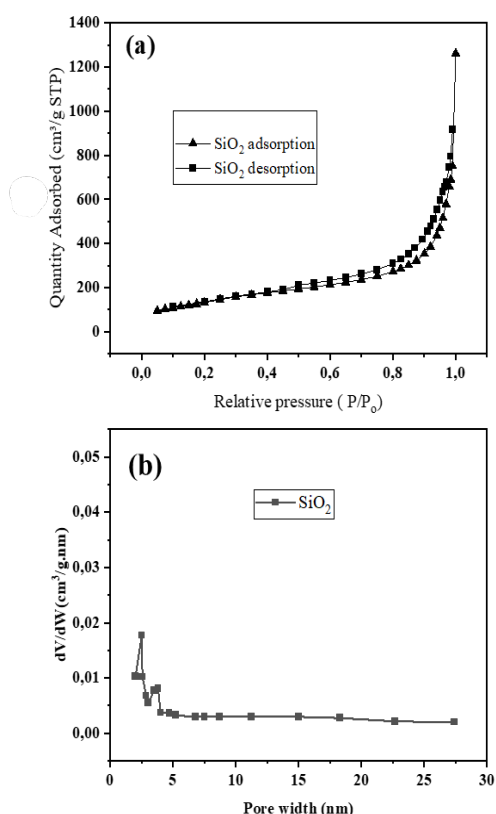 (a)
Quantity Adsorbed (cm³/g STP)
1400
1200
1000
800
600
400
200
0
SiO₂ adsorption
SiO₂ desorption
0,0 0,2 0,4 0,6 0,8 1,0
Relative pressure ( P/Pₒ)
(b)
dV/dW(cm³/g.nm)
0,05
0,04
0,03
0,02
0,01
0,00
SiO₂
0 5 10 15 20 25 30
Pore width (nm)